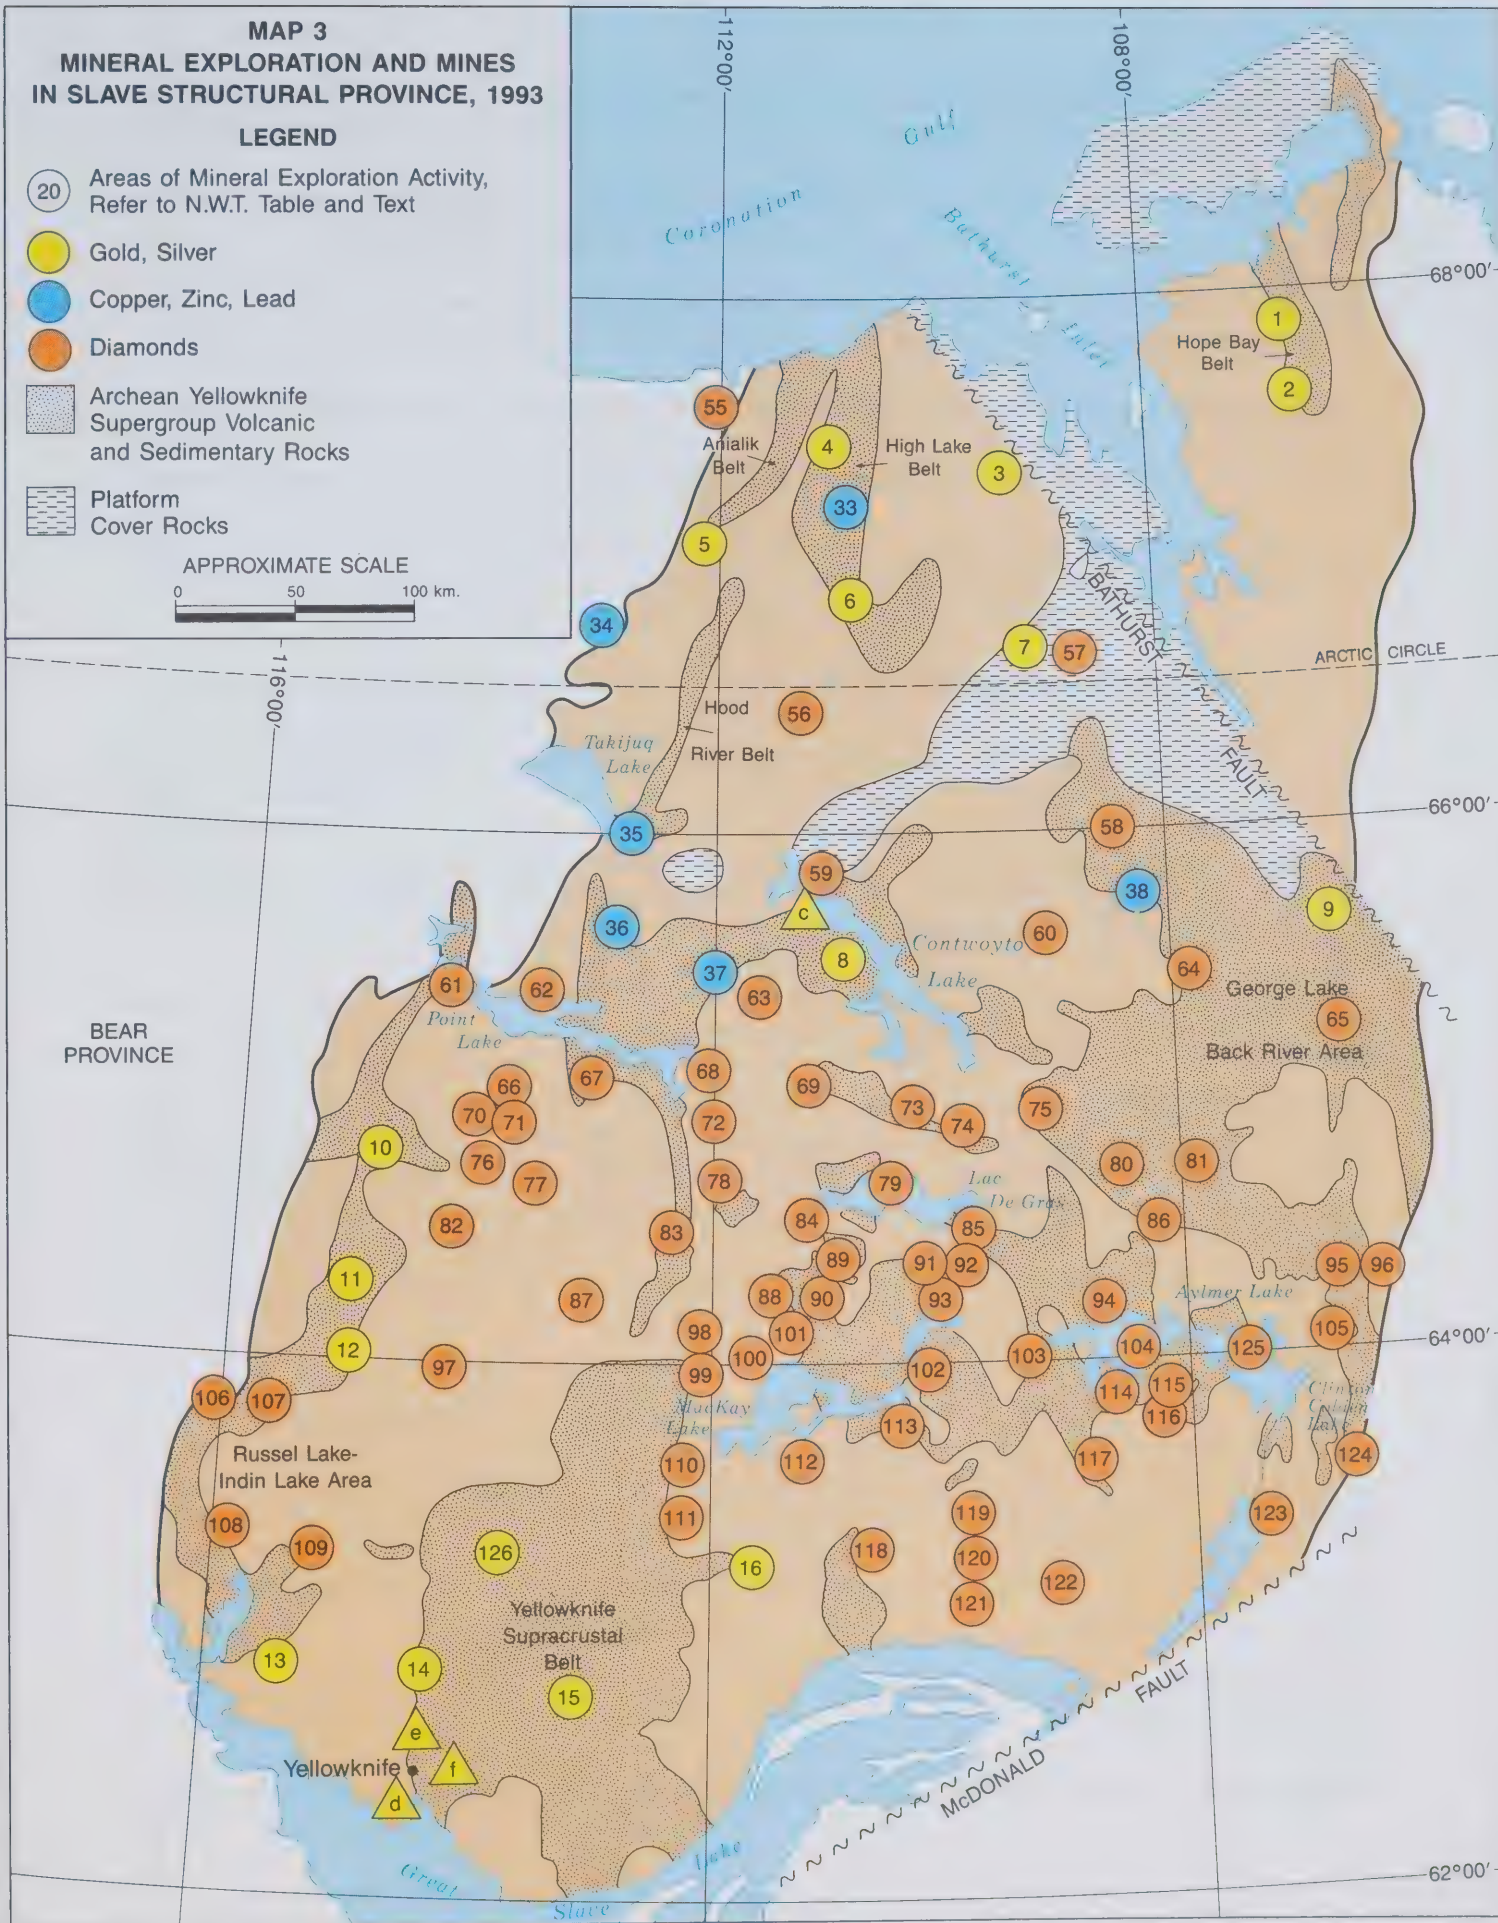 MAP 3
MINERAL EXPLORATION AND MINES
IN SLAVE STRUCTURAL PROVINCE, 1993
LEGEND
20
Areas of Mineral Exploration Activity,
Refer to N.W.T. Table and Text
Gold, Silver
Copper, Zinc, Lead
Diamonds
Archean Yellowknife
Supergroup Volcanic
and Sedimentary Rocks
Platform
Cover Rocks
APPROXIMATE SCALE
0 50 100 km.
112°00'
108°00'
116°00'
Coronation
Gulf
Bathurst
Inlet
68°00'
1
Hope Bay
Belt
2
55
Anialik
Belt
4
High Lake
Belt
3
33
5
6
34
7
57
BATHURST
FAULT
ARCTIC CIRCLE
56
Hood
River Belt
Takijuq
Lake
66°00'
35
58
59
38
c
9
36
60
8
Contwoyto
Lake
37
64
61
62
63
George Lake
65
Back River Area
Point
Lake
BEAR
PROVINCE
66
67
68
69
70
71
72
73
74
75
10
76
77
78
79
80
81
Lac
De Gras
82
83
84
85
86
89
91
92
95
96
11
87
88
90
93
94
Aylmer Lake
98
101
105
64°00'
12
97
99
100
102
103
104
125
106
107
114
115
116
MacKay
Lake
Clinton
Colden
Lake
113
Russel Lake-
Indin Lake Area
110
112
117
124
108
109
111
119
123
126
16
118
120
122
121
Yellowknife
Supracrustal
Belt
13
14
15
e
Yellowknife
f
d
FAULT
McDONALD
Great
Slave
Lake
62°00'